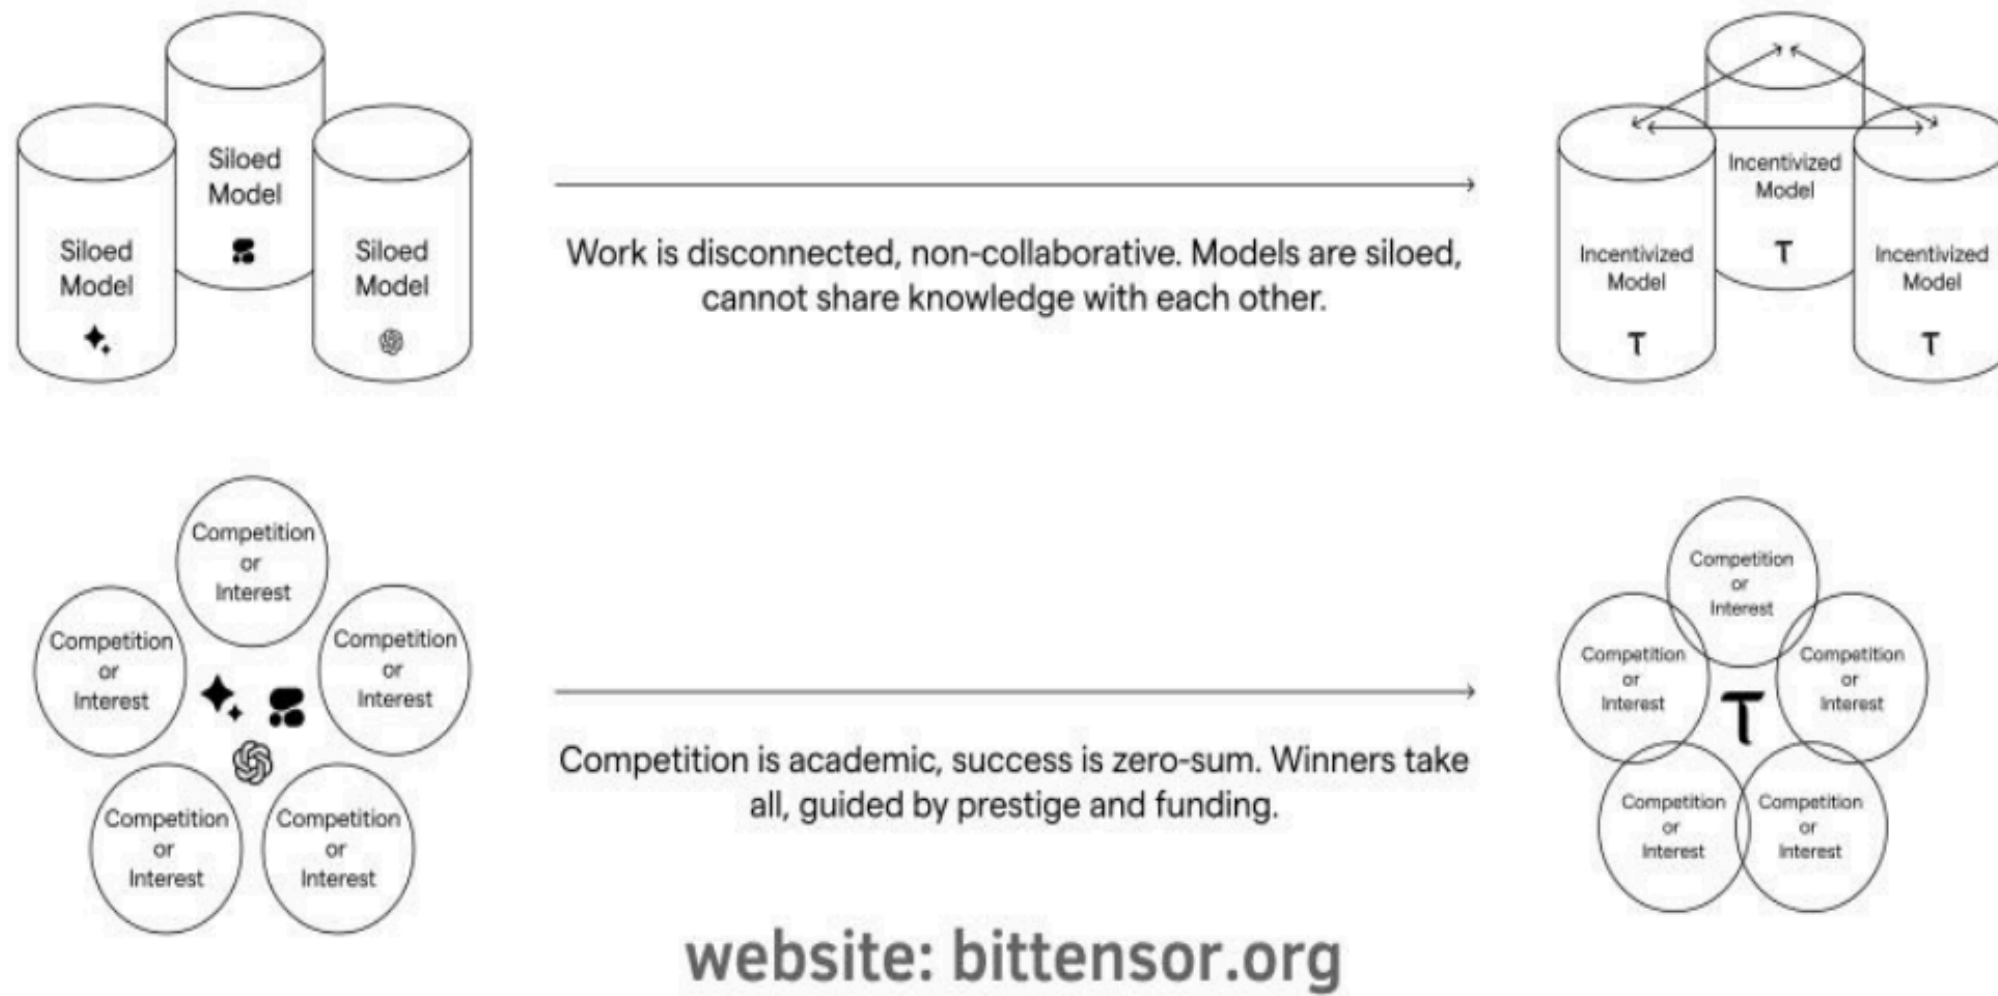 Siloed
Model
Siloed
Model
Siloed
Model
Work is disconnected, non-collaborative. Models are siloed,
cannot share knowledge with each other.
Incentivized
Model
Incentivized
Model
Incentivized
Model
Competition
or
Interest
Competition
or
Interest
Competition
or
Interest
Competition
or
Interest
Competition
or
Interest
Competition is academic, success is zero-sum. Winners take
all, guided by prestige and funding.
Competition
or
Interest
Competition
or
Interest
Competition
or
Interest
Competition
or
Interest
Competition
or
Interest
website: bittensor.org